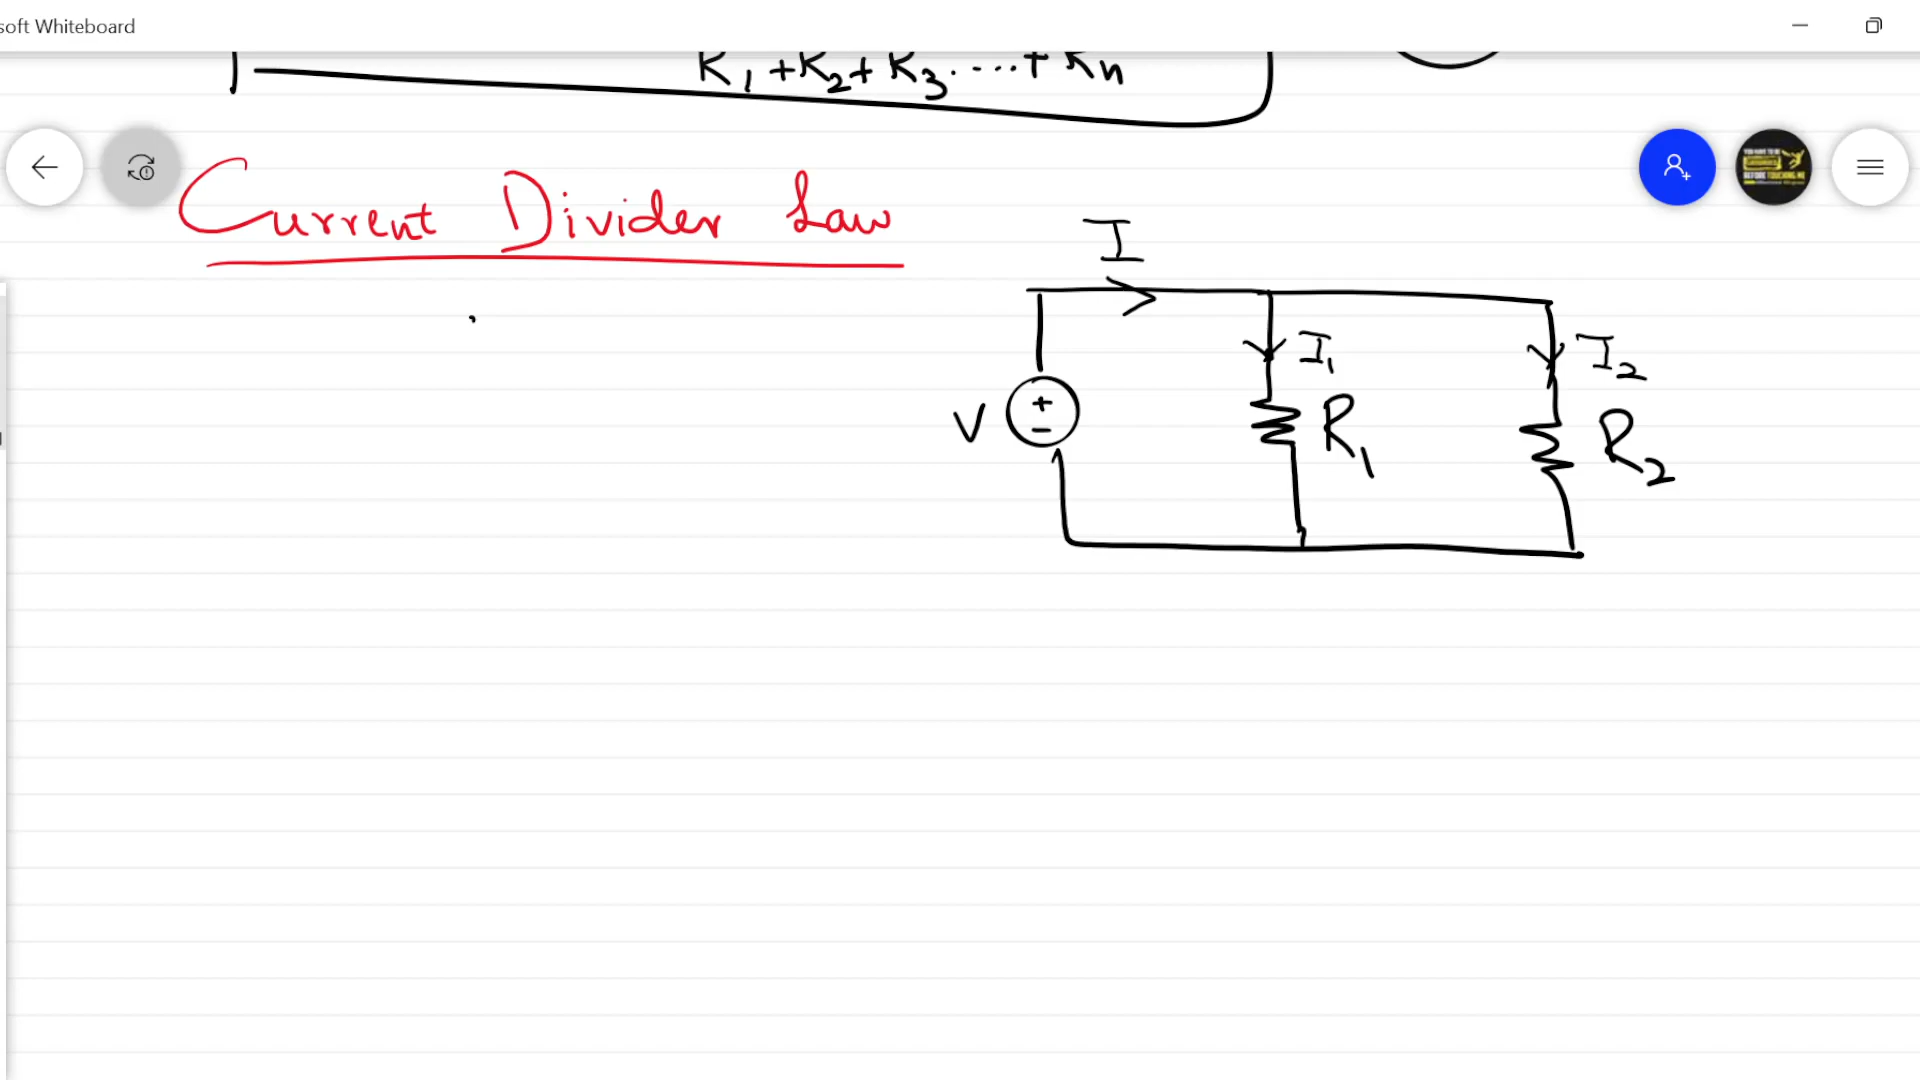 soft Whiteboard
R1 + R2 + R3 ..... + Rn
Current Divider Law
I
I1
I2
V
+
−
R1
R2